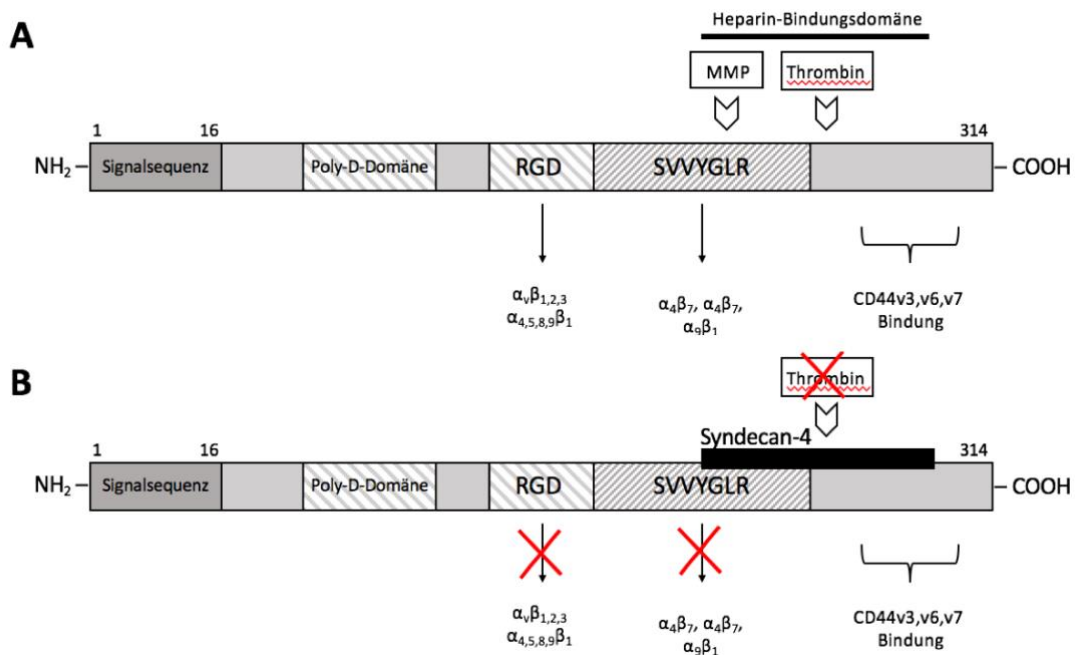 A
Heparin-Bindungsdomäne
MMP Thrombin
1 16 314
NH₂ Signalsequenz Poly-D-Domäne RGD SVVYGLR COOH
αᵥβ₁,₂,₃ α₄β₇, α₄β₇, CD44v3,v6,v7
α₄,₅,₈,₉β₁ α₉β₁ Bindung
B
Thrombin
Syndecan-4
1 16 314
NH₂ Signalsequenz Poly-D-Domäne RGD SVVYGLR COOH
αᵥβ₁,₂,₃ α₄β₇, α₄β₇, CD44v3,v6,v7
α₄,₅,₈,₉β₁ α₉β₁ Bindung